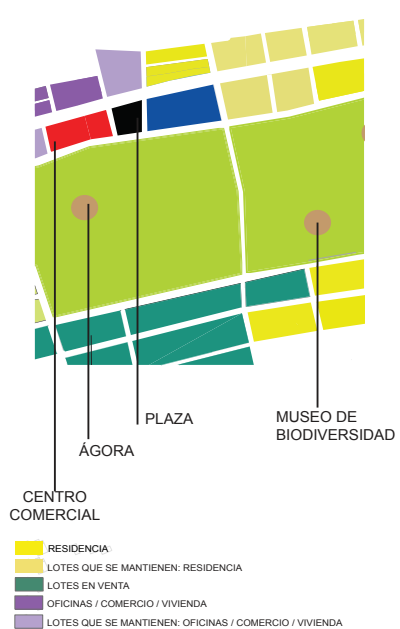 PLAZA
MUSEO DE
BIODIVERSIDAD
ÁGORA
CENTRO
COMERCIAL
RESIDENCIA
LOTES QUE SE MANTIENEN: RESIDENCIA
LOTES EN VENTA
OFICINAS / COMERCIO / VIVIENDA
LOTES QUE SE MANTIENEN: OFICINAS / COMERCIO / VIVIENDA